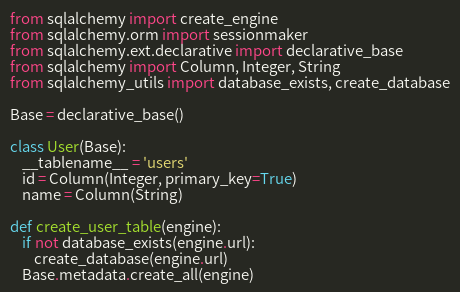 from sqlalchemy import create_engine
from sqlalchemy.orm import sessionmaker
from sqlalchemy.ext.declarative import declarative_base
from sqlalchemy import Column, Integer, String
from sqlalchemy_utils import database_exists, create_database

Base = declarative_base()

class User(Base):
    __tablename__ = 'users'
    id = Column(Integer, primary_key=True)
    name = Column(String)

def create_user_table(engine):
    if not database_exists(engine.url):
        create_database(engine.url)
    Base.metadata.create_all(engine)